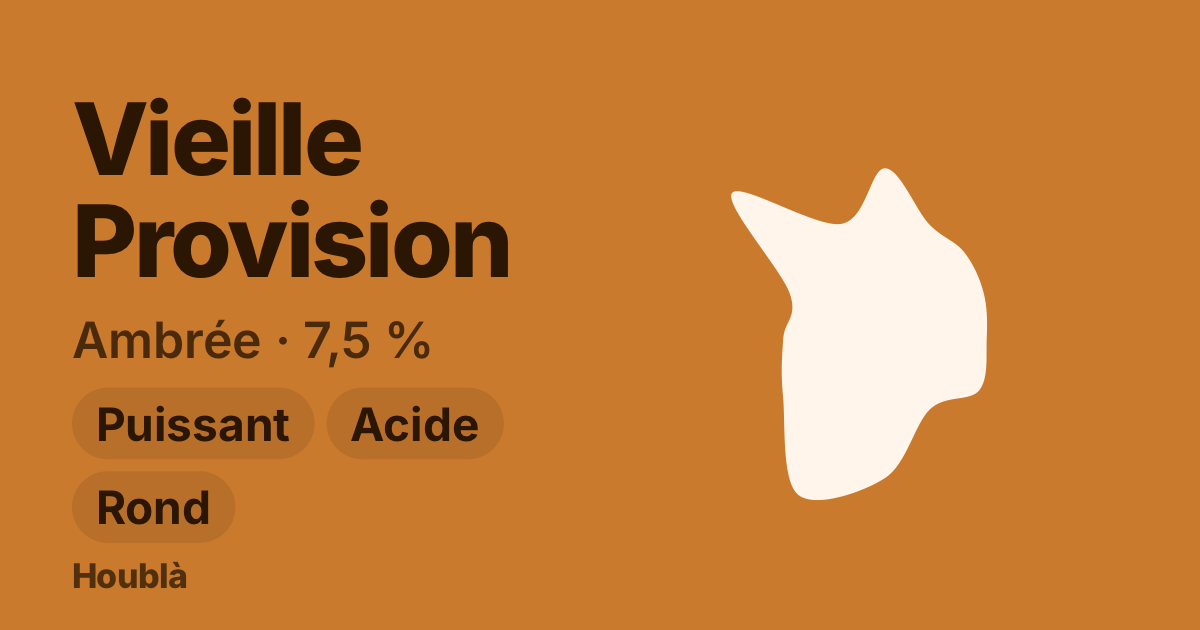 Vieille
Provision
Ambrée · 7,5 %
Puissant Acide
Rond
Houblà